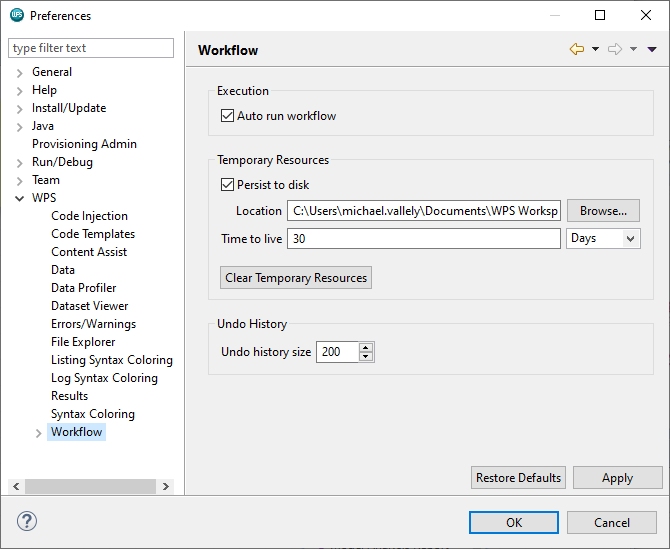 WPS
Preferences
type filter text
General
Help
Install/Update
Java
Provisioning Admin
Run/Debug
Team
WPS
Code Injection
Code Templates
Content Assist
Data
Data Profiler
Dataset Viewer
Errors/Warnings
File Explorer
Listing Syntax Coloring
Log Syntax Coloring
Results
Syntax Coloring
Workflow
Workflow
Execution
Auto run workflow
Temporary Resources
Persist to disk
Location C:\Users\michael.vallely\Documents\WPS Worksp Browse...
Time to live 30 Days
Clear Temporary Resources
Undo History
Undo history size 200
Restore Defaults Apply
? OK Cancel